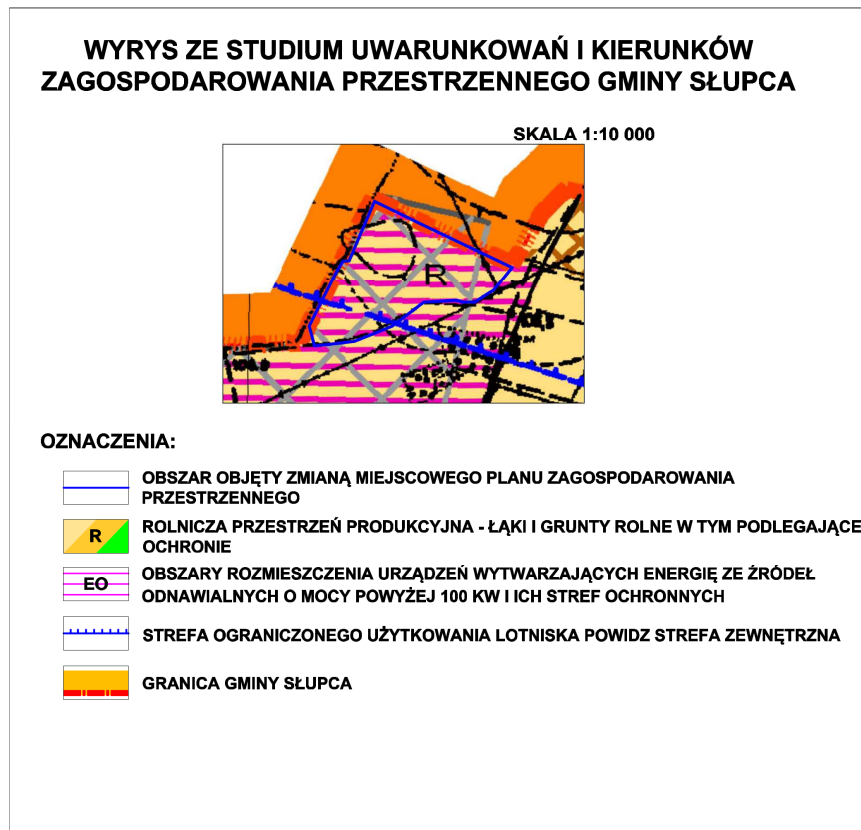 WYRYS ZE STUDIUM UWARUNKOWAŃ I KIERUNKÓW
ZAGOSPODAROWANIA PRZESTRZENNEGO GMINY SŁUPCA
SKALA 1:10 000
R
OZNACZENIA:
OBSZAR OBJĘTY ZMIANĄ MIEJSCOWEGO PLANU ZAGOSPODAROWANIA
PRZESTRZENNEGO
R
ROLNICZA PRZESTRZEŃ PRODUKCYJNA - ŁĄKI I GRUNTY ROLNE W TYM PODLEGAJĄCE
OCHRONIE
EO
OBSZARY ROZMIESZCZENIA URZĄDZEŃ WYTWARZAJĄCYCH ENERGIĘ ZE ŹRÓDEŁ
ODNAWIALNYCH O MOCY POWYŻEJ 100 KW I ICH STREF OCHRONNYCH
STREFA OGRANICZONEGO UŻYTKOWANIA LOTNISKA POWIDZ STREFA ZEWNĘTRZNA
GRANICA GMINY SŁUPCA